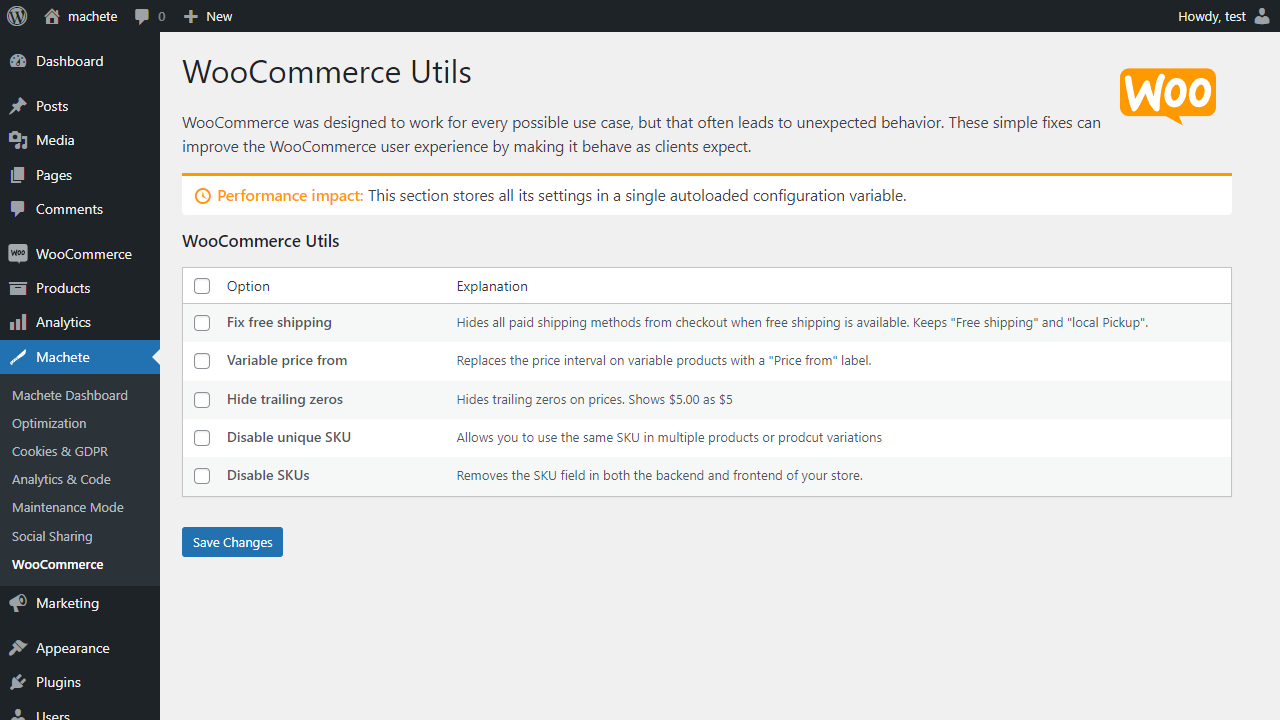 machete
0
New
Howdy, test
Dashboard
Posts
Media
Pages
Comments
WooCommerce
Products
Analytics
Machete
Machete Dashboard
Optimization
Cookies & GDPR
Analytics & Code
Maintenance Mode
Social Sharing
WooCommerce
Marketing
Appearance
Plugins
Users
WooCommerce Utils
Woo
WooCommerce was designed to work for every possible use case, but that often leads to unexpected behavior. These simple fixes can
improve the WooCommerce user experience by making it behave as clients expect.
Performance impact: This section stores all its settings in a single autoloaded configuration variable.
WooCommerce Utils
Option Explanation
Fix free shipping Hides all paid shipping methods from checkout when free shipping is available. Keeps "Free shipping" and "local Pickup".
Variable price from Replaces the price interval on variable products with a "Price from" label.
Hide trailing zeros Hides trailing zeros on prices. Shows $5.00 as $5
Disable unique SKU Allows you to use the same SKU in multiple products or prodcut variations
Disable SKUs Removes the SKU field in both the backend and frontend of your store.
Save Changes